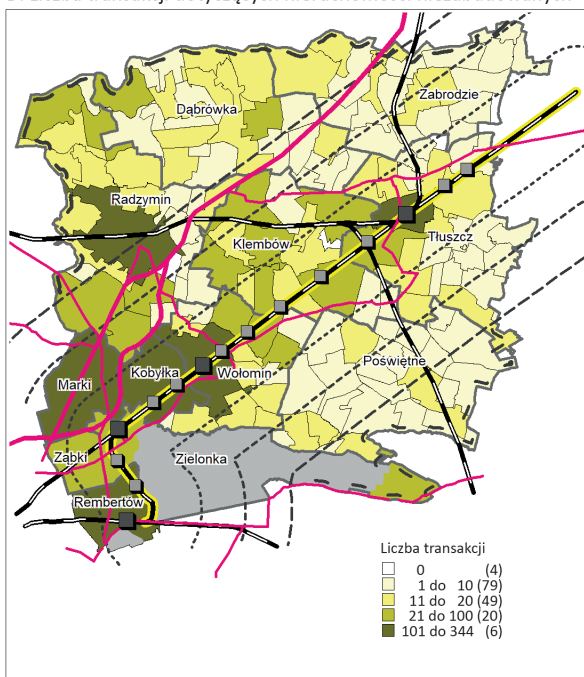 Dąbrówka
Zabrodzie
Radzymin
Klembów
Tłuszcz
Poświętne
Kobyłka
Wołomin
Marki
Ząbki
Zielonka
Rembertów
Liczba transakcji
0 (4)
1 do 10 (79)
11 do 20 (49)
21 do 100 (20)
101 do 344 (6)